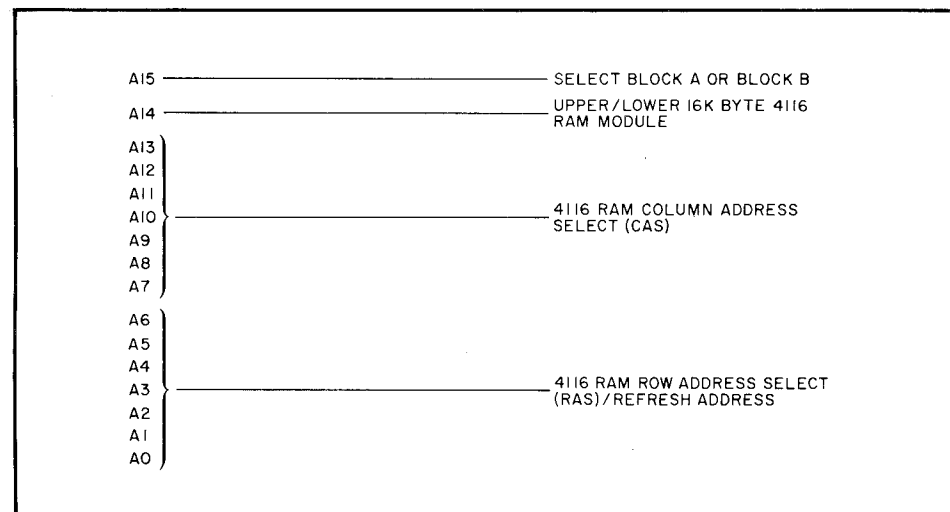 A15 SELECT BLOCK A OR BLOCK B
A14 UPPER/LOWER 16K BYTE 4116
RAM MODULE
A13
A12
A11
A10 4116 RAM COLUMN ADDRESS
SELECT (CAS)
A9
A8
A7
A6
A5
A4
A3 4116 RAM ROW ADDRESS SELECT
(RAS)/REFRESH ADDRESS
A2
A1
A0